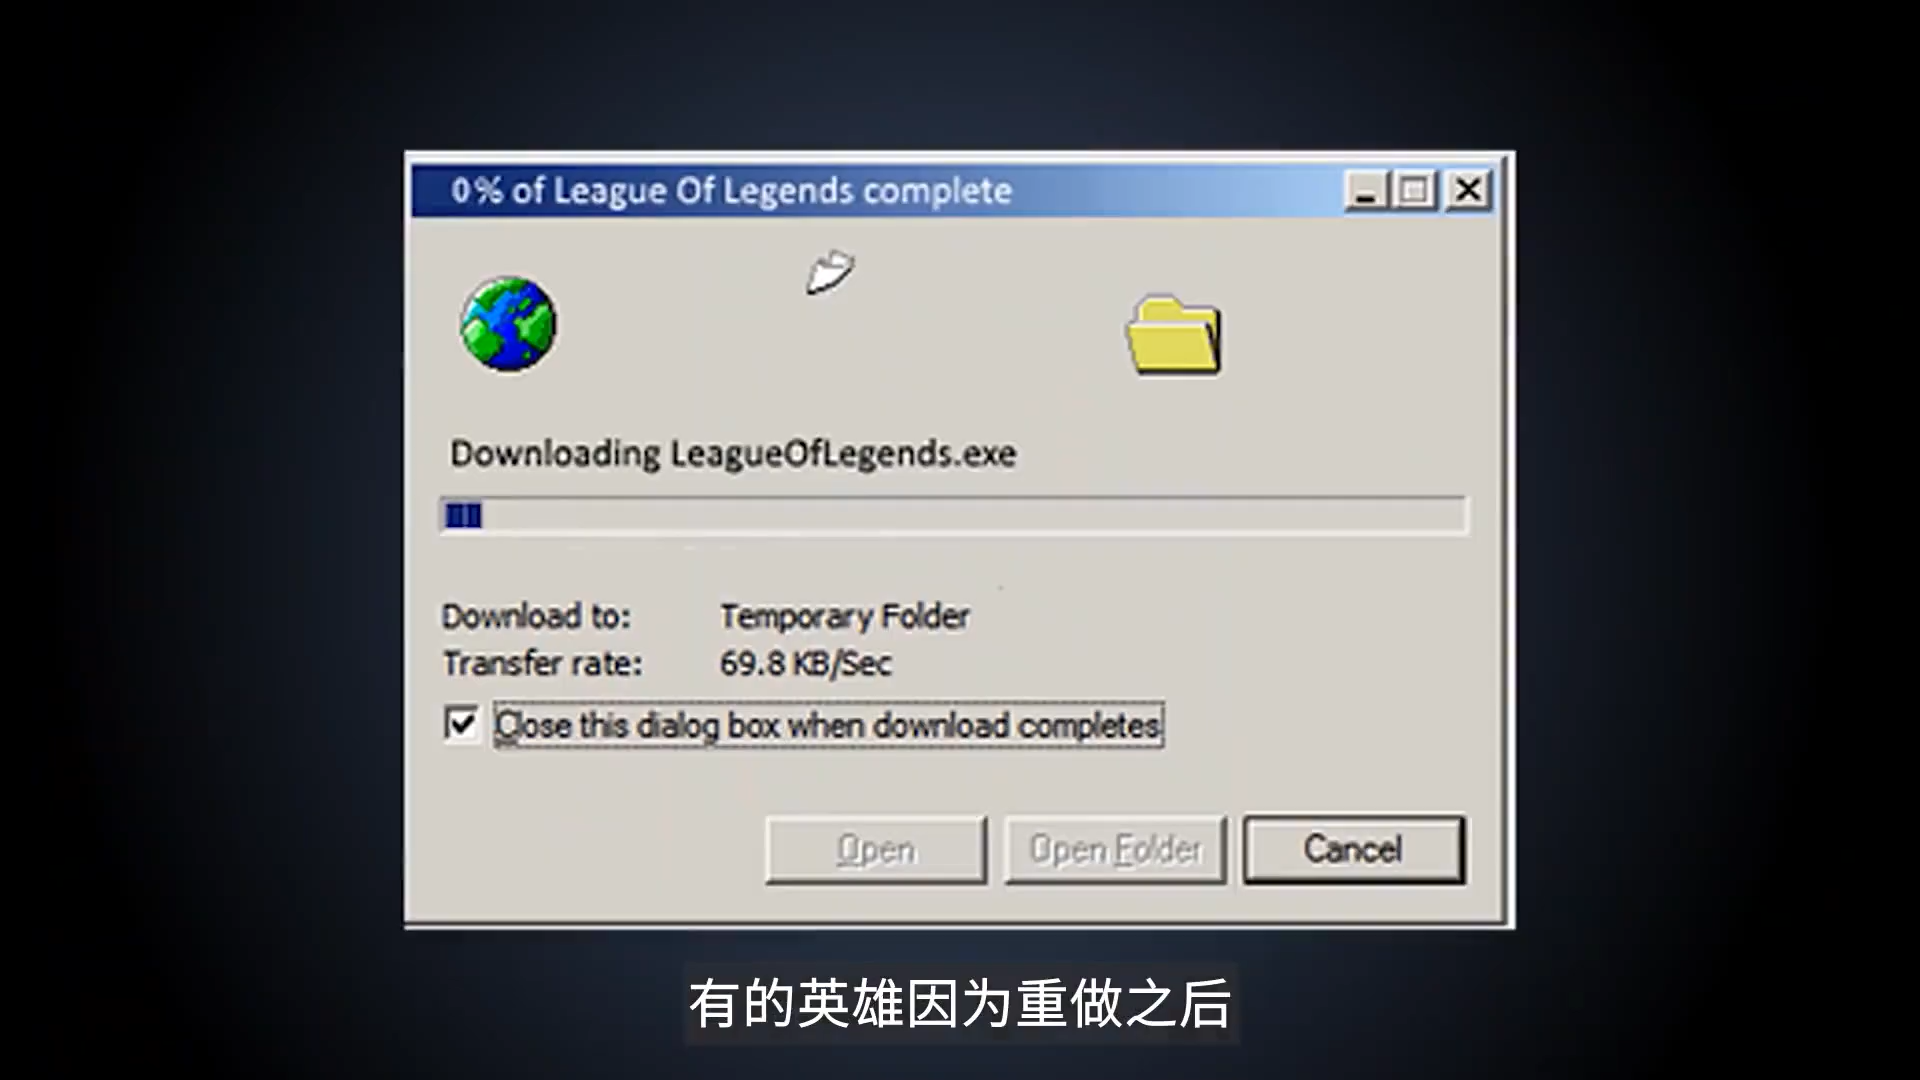 0% of League Of Legends complete
Downloading LeagueOfLegends.exe
Download to: Temporary Folder
Transfer rate: 69.8 KB/Sec
Close this dialog box when download completes
Open Open Folder Cancel
有的英雄因为重做之后